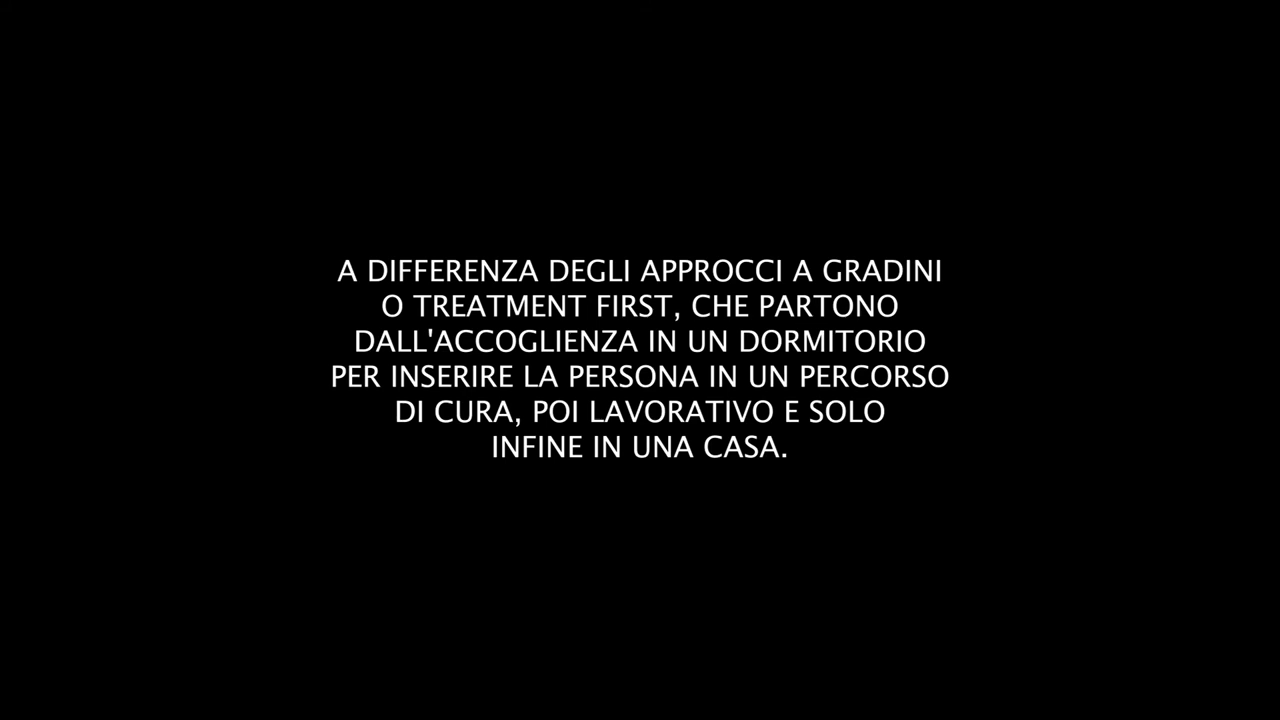 A DIFFERENZA DEGLI APPROCCI A GRADINI
O TREATMENT FIRST, CHE PARTONO
DALL'ACCOGLIENZA IN UN DORMITORIO
PER INSERIRE LA PERSONA IN UN PERCORSO
DI CURA, POI LAVORATIVO E SOLO
INFINE IN UNA CASA.